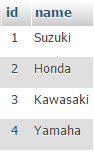 id name
1 Suzuki
2 Honda
3 Kawasaki
4 Yamaha